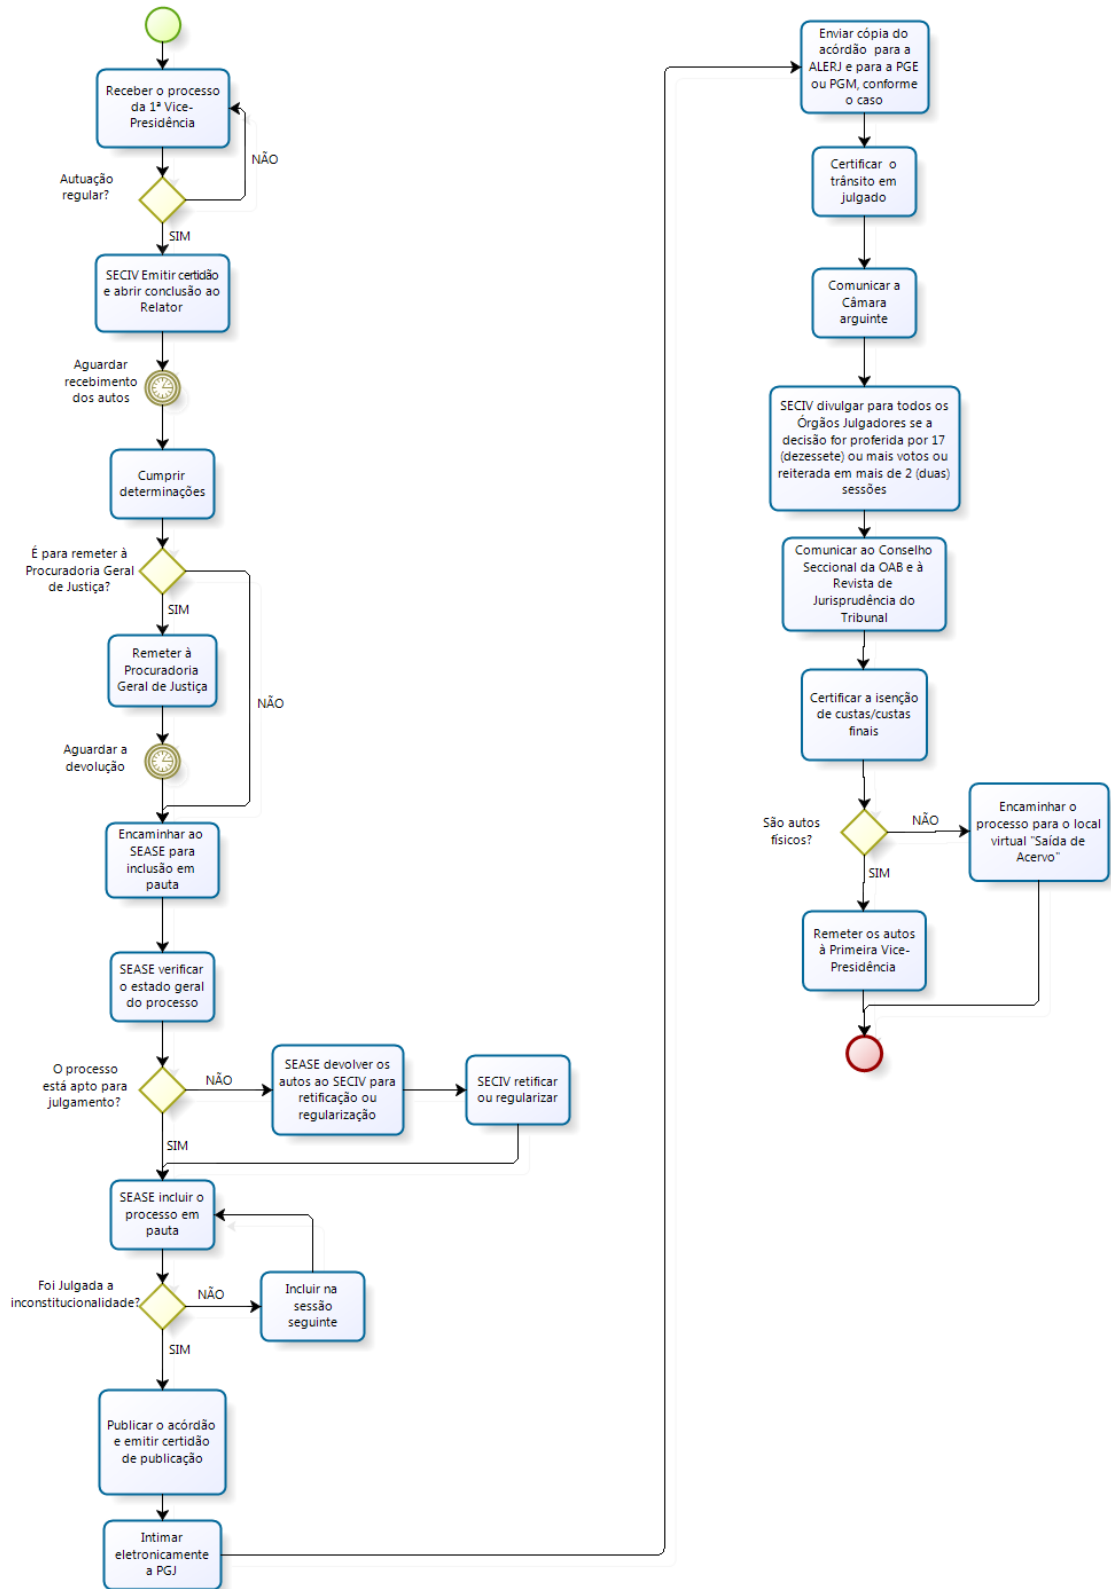 Receber o processo
da 1ª Vice-
Presidência
NÃO
Autuação
regular?
SIM
SECIV Emitir certidão
e abrir conclusão ao
Relator
Aguardar
recebimento
dos autos
Cumprir
determinações
É para remeter à
Procuradoria Geral
de Justiça?
SIM
Remeter à
Procuradoria
Geral de Justiça
NÃO
Aguardar a
devolução
Encaminhar ao
SEASE para
inclusão em
pauta
SEASE verificar
o estado geral
do processo
O processo
está apto para
julgamento?
NÃO
SEASE devolver os
autos ao SECIV para
retificação ou
regularização
SECIV retificar
ou regularizar
SIM
SEASE incluir o
processo em
pauta
Foi Julgada a
inconstitucionalidade?
NÃO
Incluir na
sessão
seguinte
SIM
Publicar o acórdão
e emitir certidão
de publicação
Intimar
eletronicamente
a PGJ
Enviar cópia do
acórdão para a
ALERJ e para a PGE
ou PGM, conforme
o caso
Certificar o
trânsito em
julgado
Comunicar a
Câmara
arguinte
SECIV divulgar para todos os
Órgãos Julgadores se a
decisão for proferida por 17
(dezessete) ou mais votos ou
reiterada em mais de 2 (duas)
sessões
Comunicar ao Conselho
Seccional da OAB e à
Revista de
Jurisprudência do
Tribunal
Certificar a isenção
de custas/custas
finais
São autos
físicos?
NÃO
Encaminhar o
processo para o local
virtual "Saída de
Acervo"
SIM
Remeter os autos
à Primeira Vice-
Presidência